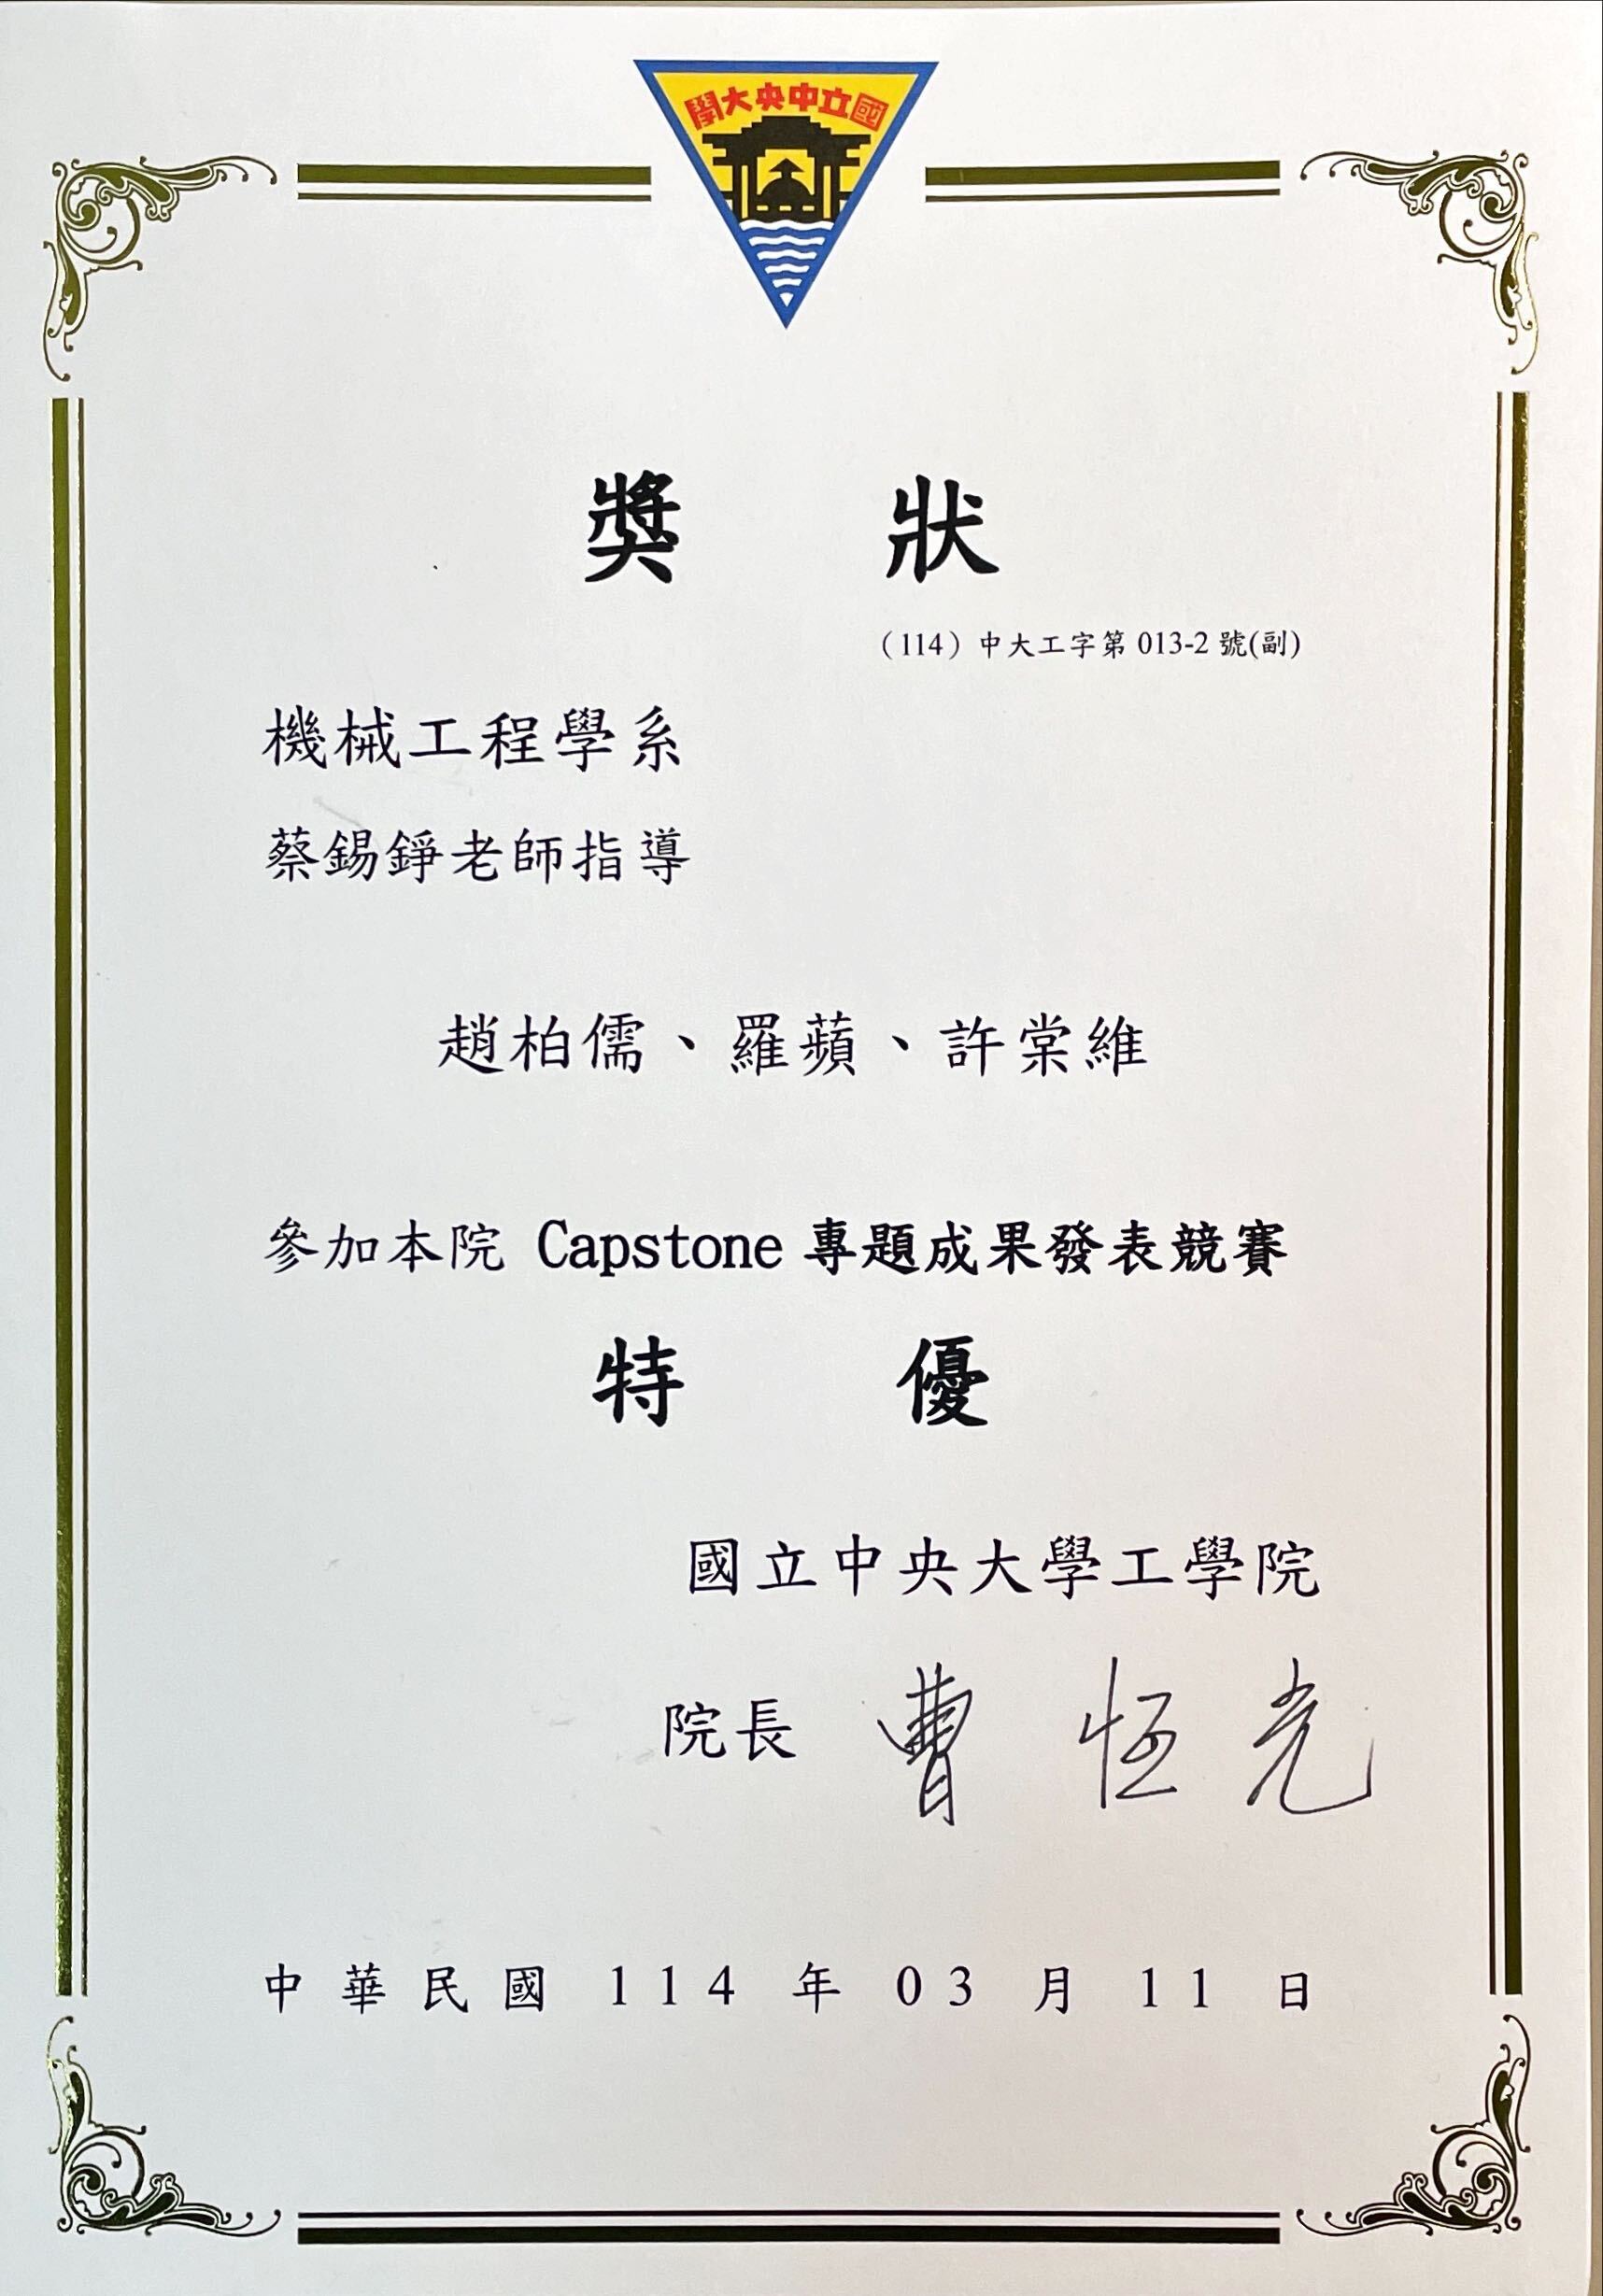 國立中央大學
獎狀
（114）中大工字第 013-2 號(副)
機械工程學系
蔡錫錚老師指導
趙柏儒、羅蘋、許棠維
參加本院 Capstone 專題成果發表競賽
特優
國立中央大學工學院
院長 曹恆光
中華民國 114 年 03 月 11 日